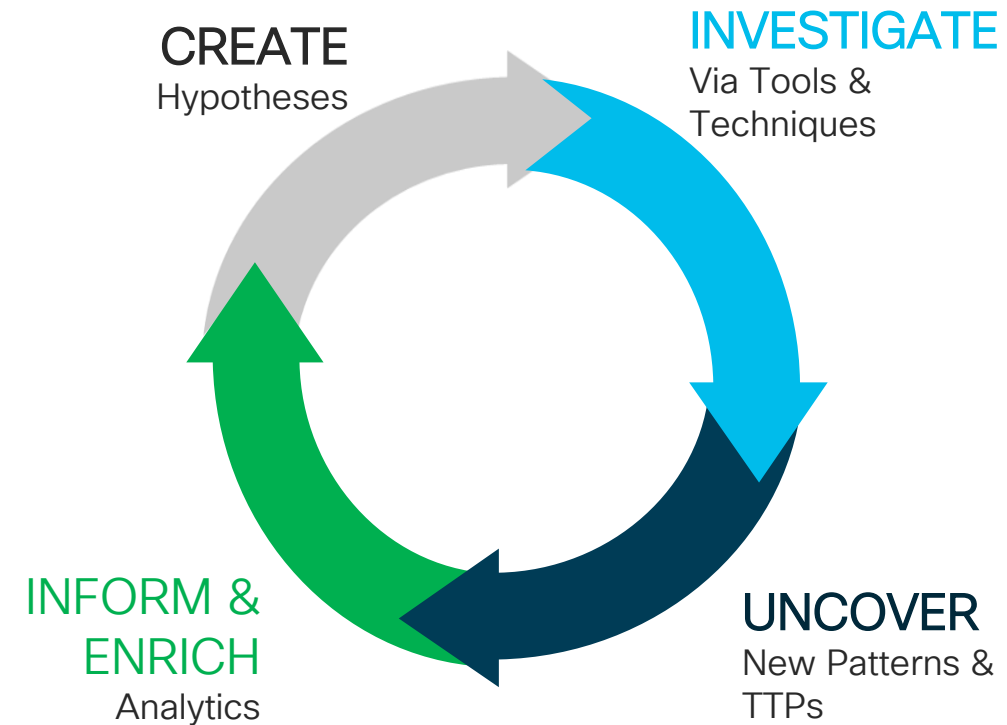 CREATE
Hypotheses
INVESTIGATE
Via Tools &
Techniques
UNCOVER
New Patterns &
TTPs
INFORM &
ENRICH
Analytics